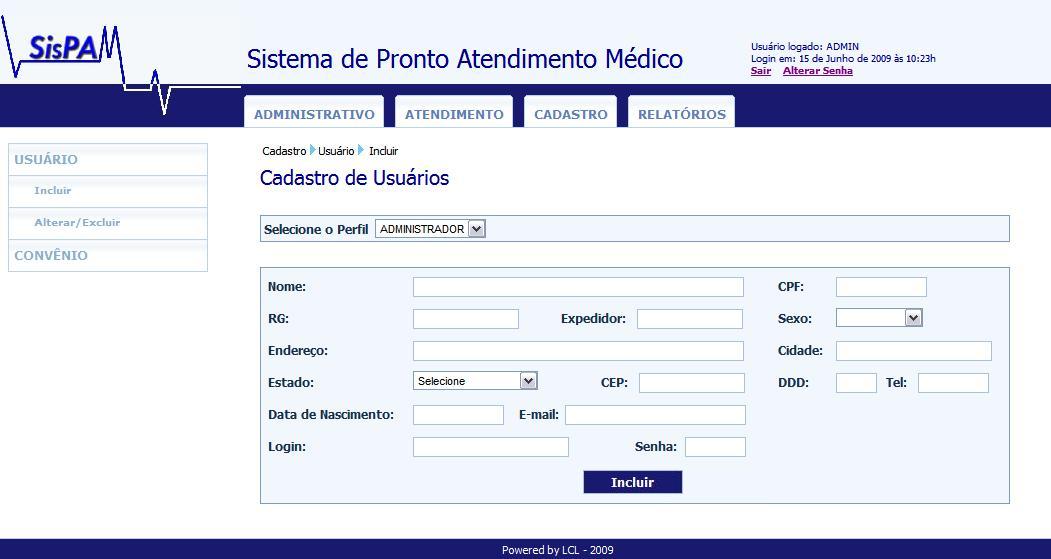 SisPA
Sistema de Pronto Atendimento Médico
Usuário logado: ADMIN
Login em: 15 de Junho de 2009 às 10:23h
Sair Alterar Senha
ADMINISTRATIVO ATENDIMENTO CADASTRO RELATÓRIOS
USUÁRIO
Incluir
Alterar/Excluir
CONVÊNIO
Cadastro Usuário Incluir
Cadastro de Usuários
Selecione o Perfil ADMINISTRADOR
Nome: CPF:
RG: Expedidor: Sexo:
Endereço: Cidade:
Estado: Selecione CEP: DDD: Tel:
Data de Nascimento: E-mail:
Login: Senha:
Incluir
Powered by LCL - 2009